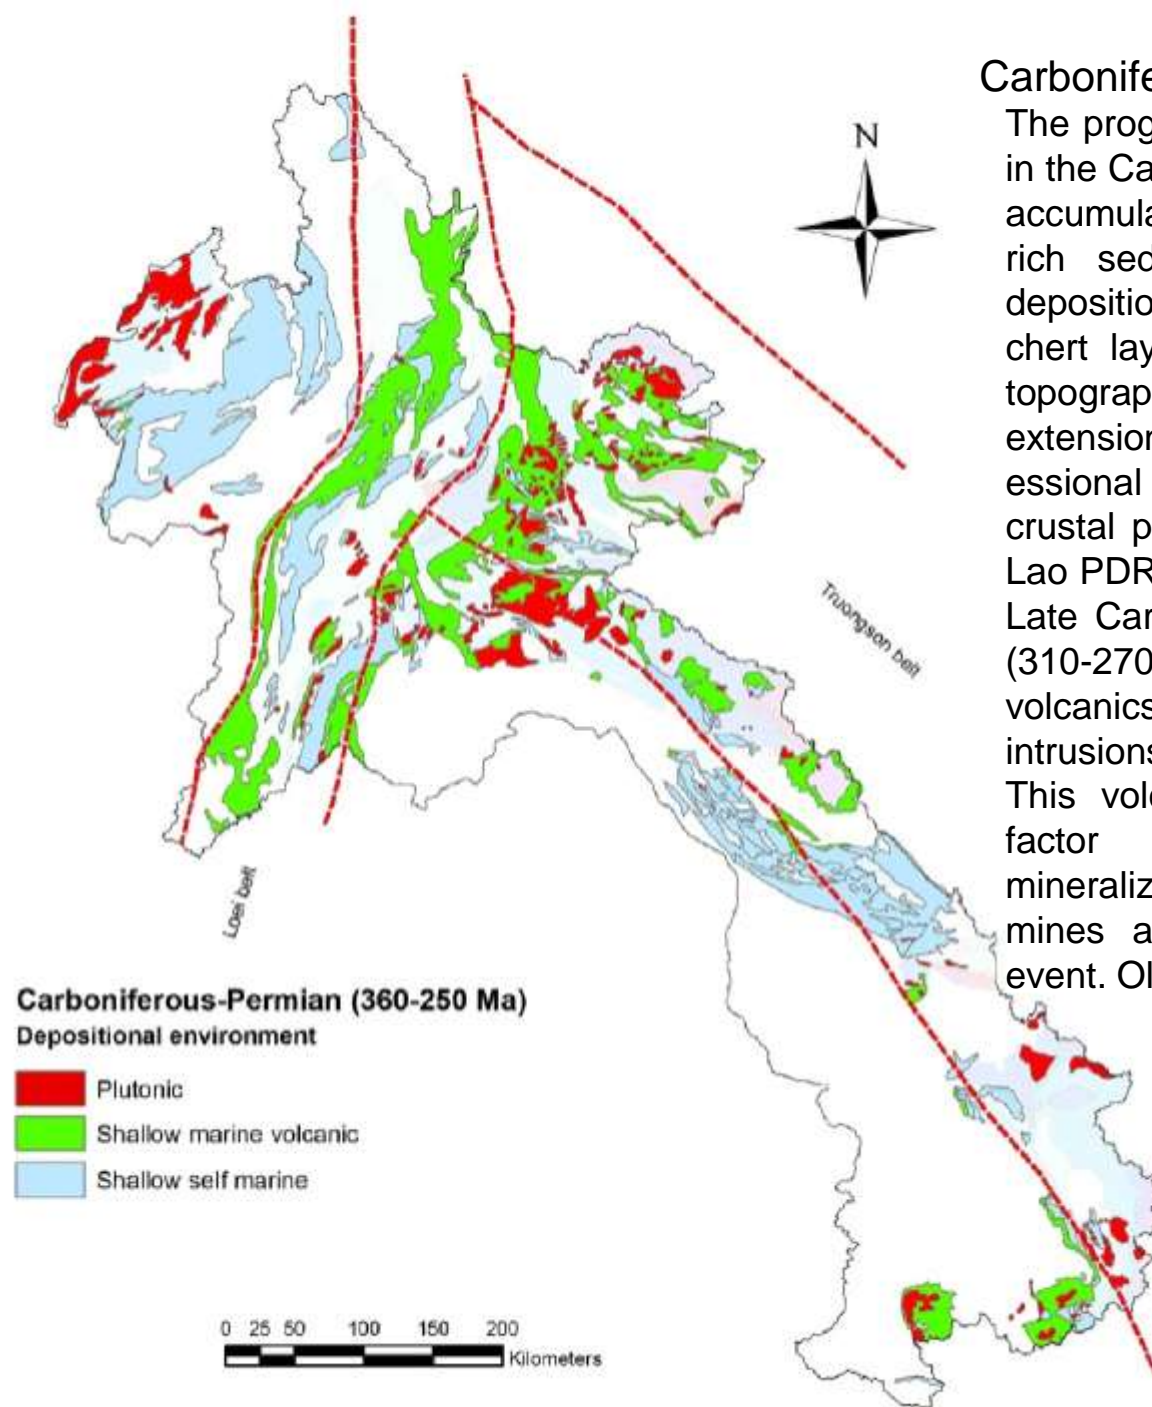 Carbonife
The prog
in the Ca
accumula
rich sed
deposition
chert lay
topograp
extension
essional
crustal p
Lao PDR
Late Car
(310-270
volcanics
intrusions
This volc
factor
mineraliz
mines a
event. Ol
N
Truongson belt
Loei belt
Carboniferous-Permian (360-250 Ma)
Depositional environment
Plutonic
Shallow marine volcanic
Shallow self marine
0 25 50 100 150 200
Kilometers